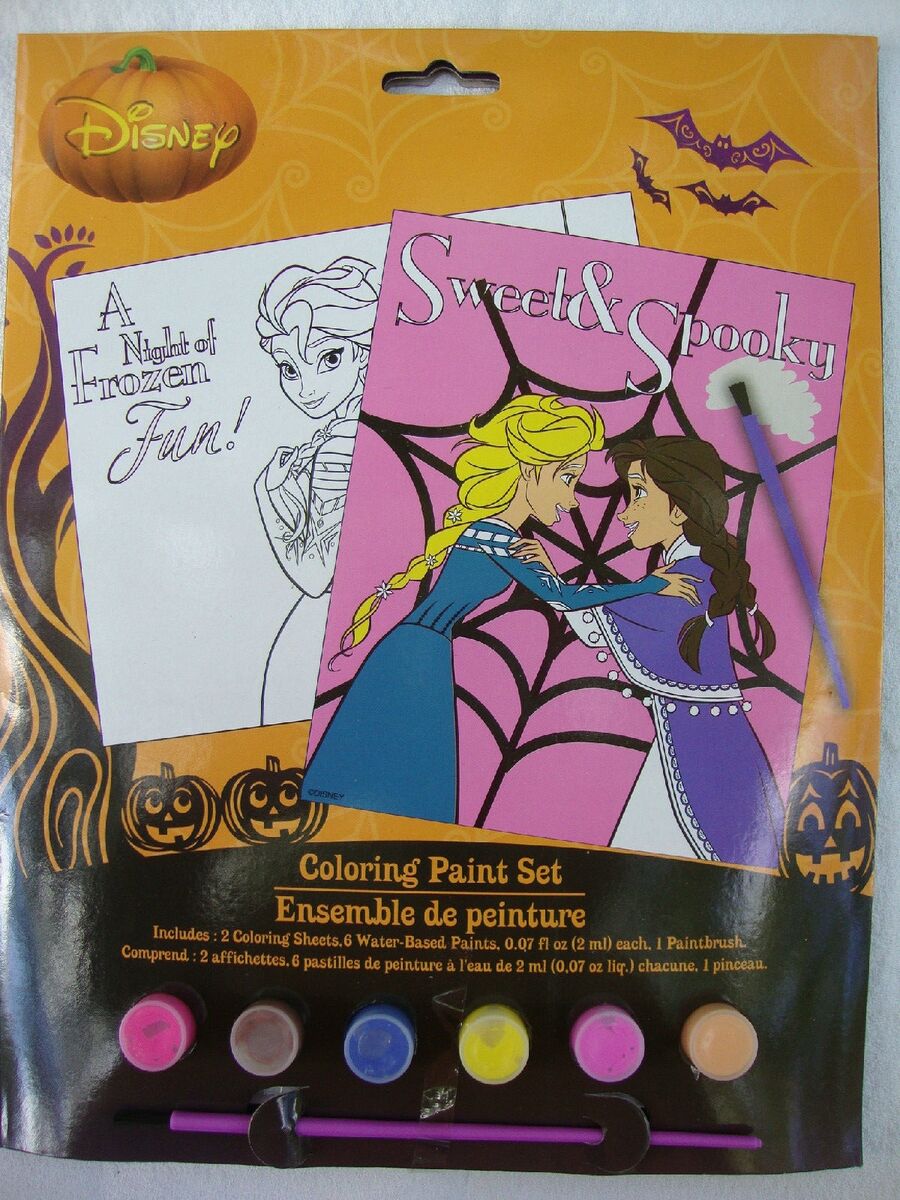 Disney
A
Night of
Frozen
Fun!
Sweet & Spooky
©DISNEY
Coloring Paint Set
Ensemble de peinture
Includes : 2 Coloring Sheets, 6 Water-Based Paints, 0.07 fl oz (2 ml) each, 1 Paintbrush.
Comprend : 2 affichettes, 6 pastilles de peinture à l'eau de 2 ml (0,07 oz liq.) chacune, 1 pinceau.